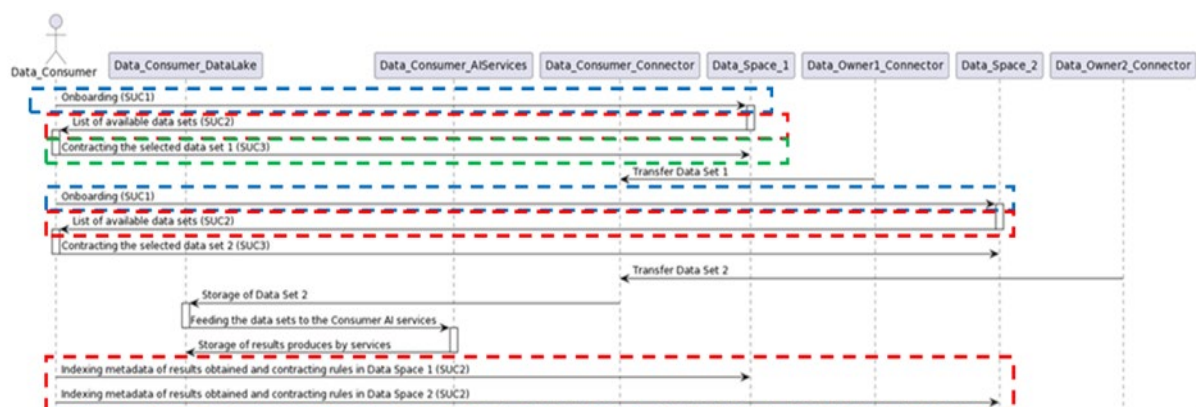 Data_Consumer
Data_Consumer_DataLake
Data_Consumer_AIServices
Data_Consumer_Connector
Data_Space_1
Data_Owner1_Connector
Data_Space_2
Data_Owner2_Connector
Onboarding (SUC1)
List of available data sets (SUC2)
Contracting the selected data set 1 (SUC3)
Transfer Data Set 1
Onboarding (SUC1)
List of available data sets (SUC2)
Contracting the selected data set 2 (SUC3)
Transfer Data Set 2
Storage of Data Set 2
Feeding the data sets to the Consumer AI services
Storage of results produces by services
Indexing metadata of results obtained and contracting rules in Data Space 1 (SUC2)
Indexing metadata of results obtained and contracting rules in Data Space 2 (SUC2)